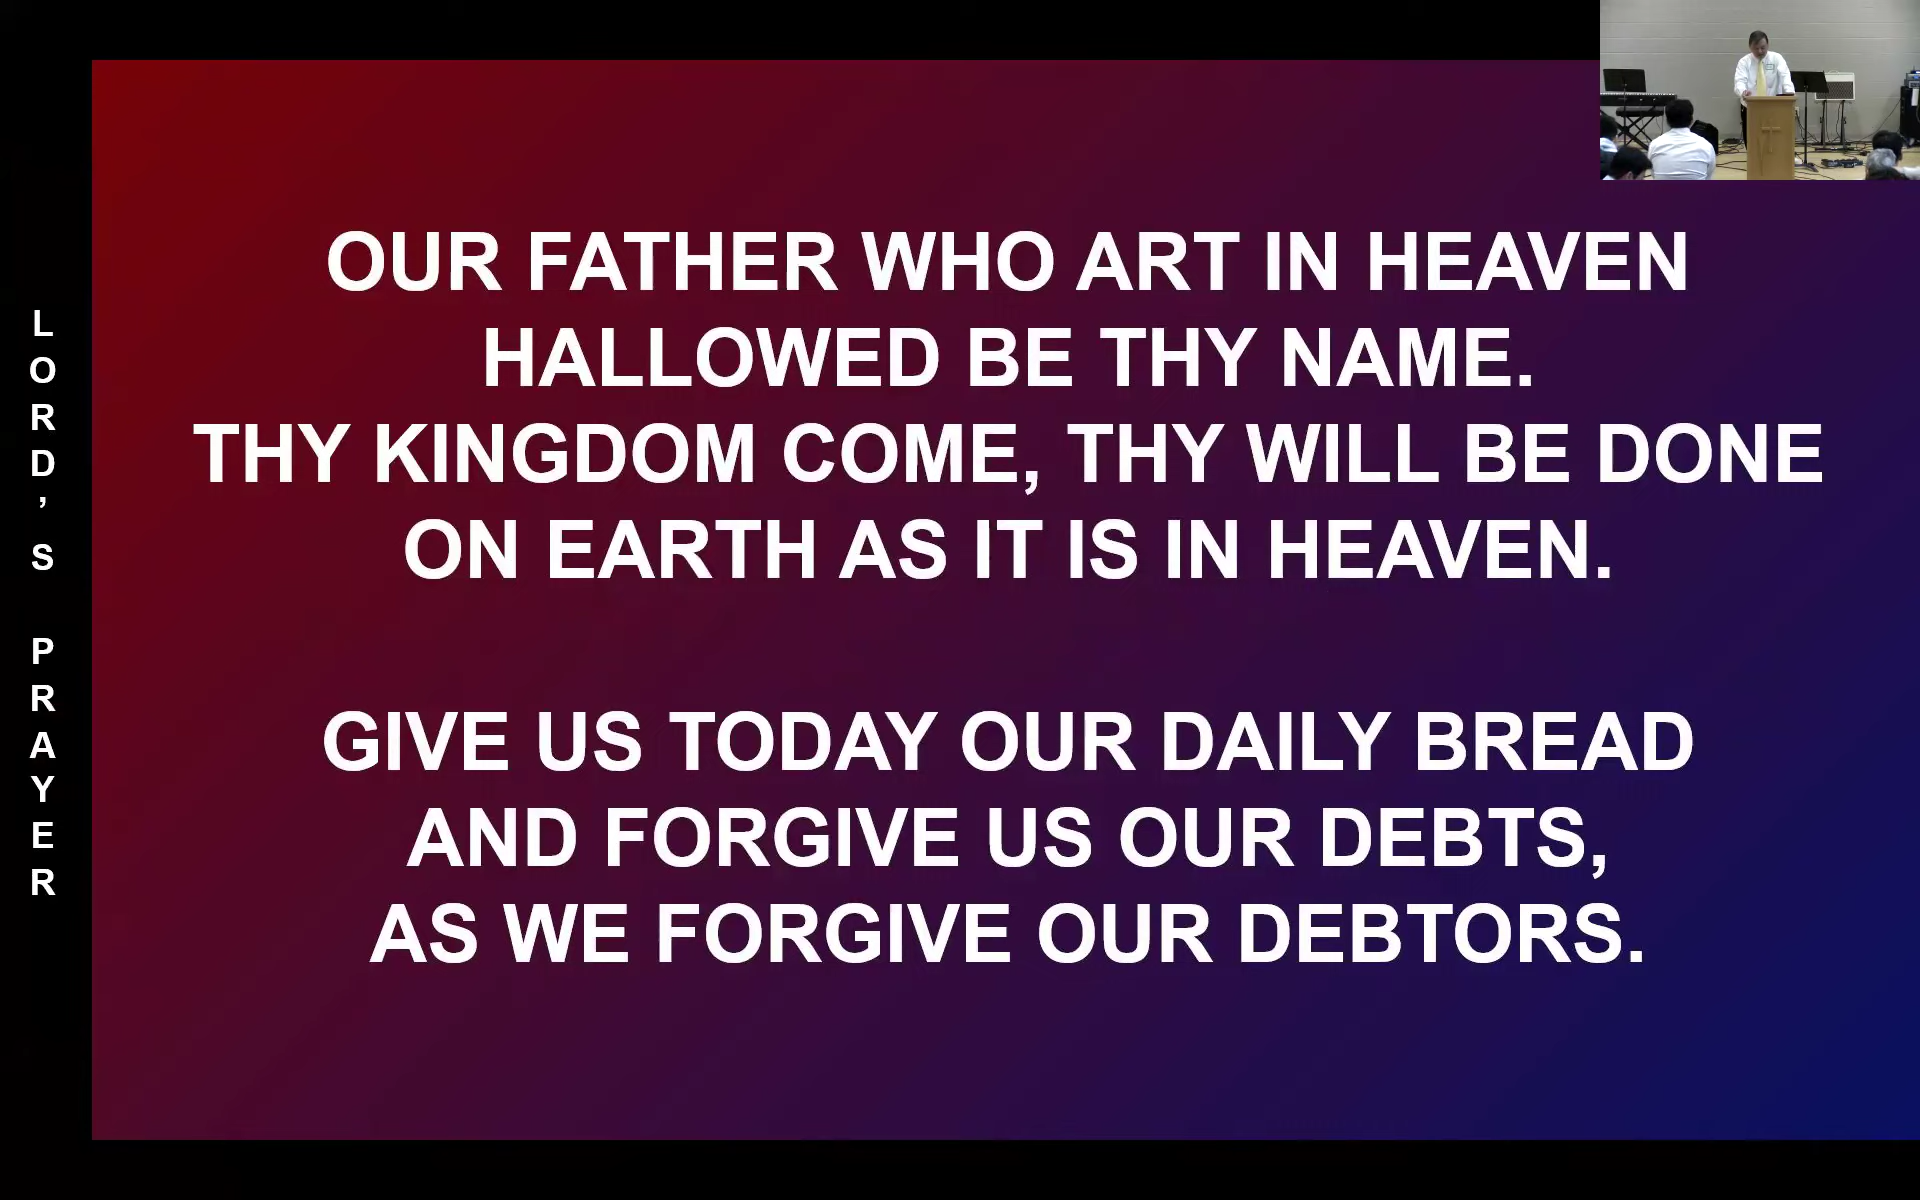 LORD'S PRAYER
OUR FATHER WHO ART IN HEAVEN
HALLOWED BE THY NAME.
THY KINGDOM COME, THY WILL BE DONE
ON EARTH AS IT IS IN HEAVEN.
GIVE US TODAY OUR DAILY BREAD
AND FORGIVE US OUR DEBTS,
AS WE FORGIVE OUR DEBTORS.